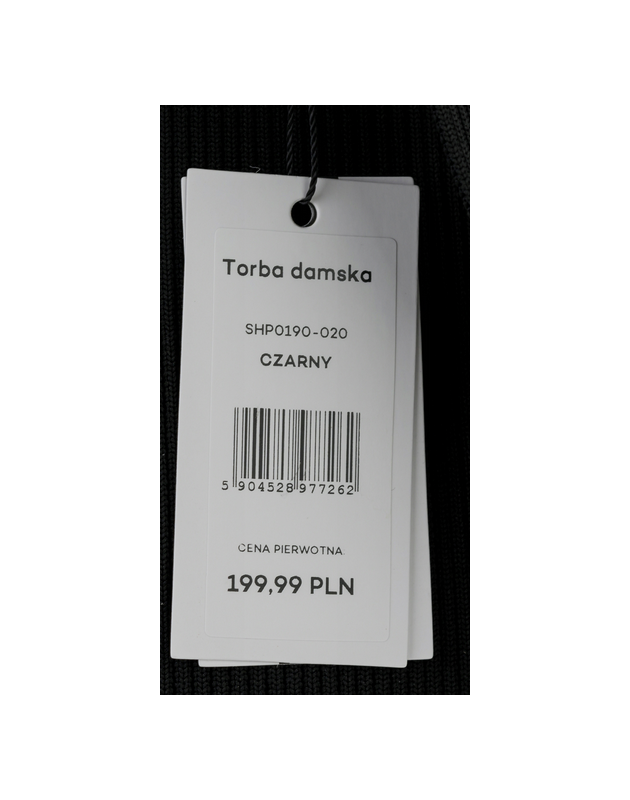 Torba damska
SHP0190-020
CZARNY
5 904528 977262
CENA PIERWOTNA:
199,99 PLN